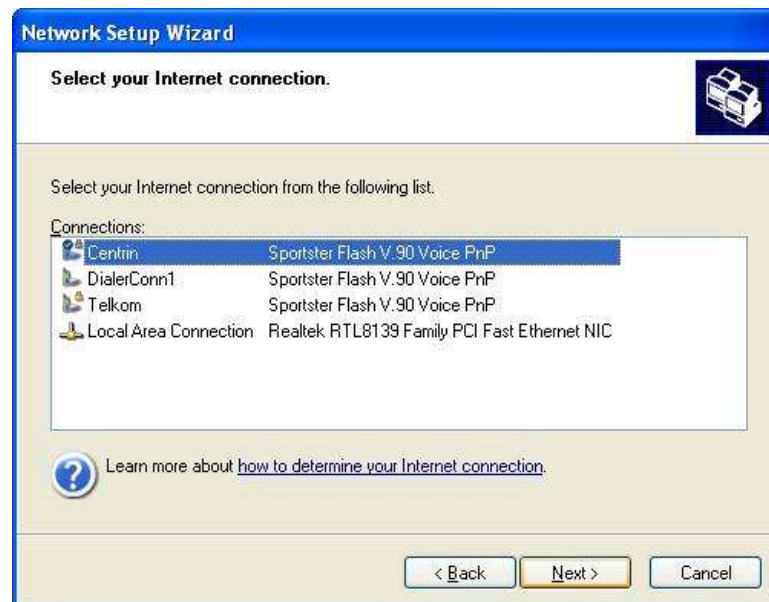 Network Setup Wizard
Select your Internet connection.
Select your Internet connection from the following list.
Connections:
Centrin Sportster Flash V.90 Voice PnP
DialerConn1 Sportster Flash V.90 Voice PnP
Telkom Sportster Flash V.90 Voice PnP
Local Area Connection Realtek RTL8139 Family PCI Fast Ethernet NIC
Learn more about how to determine your Internet connection.
< Back Next > Cancel